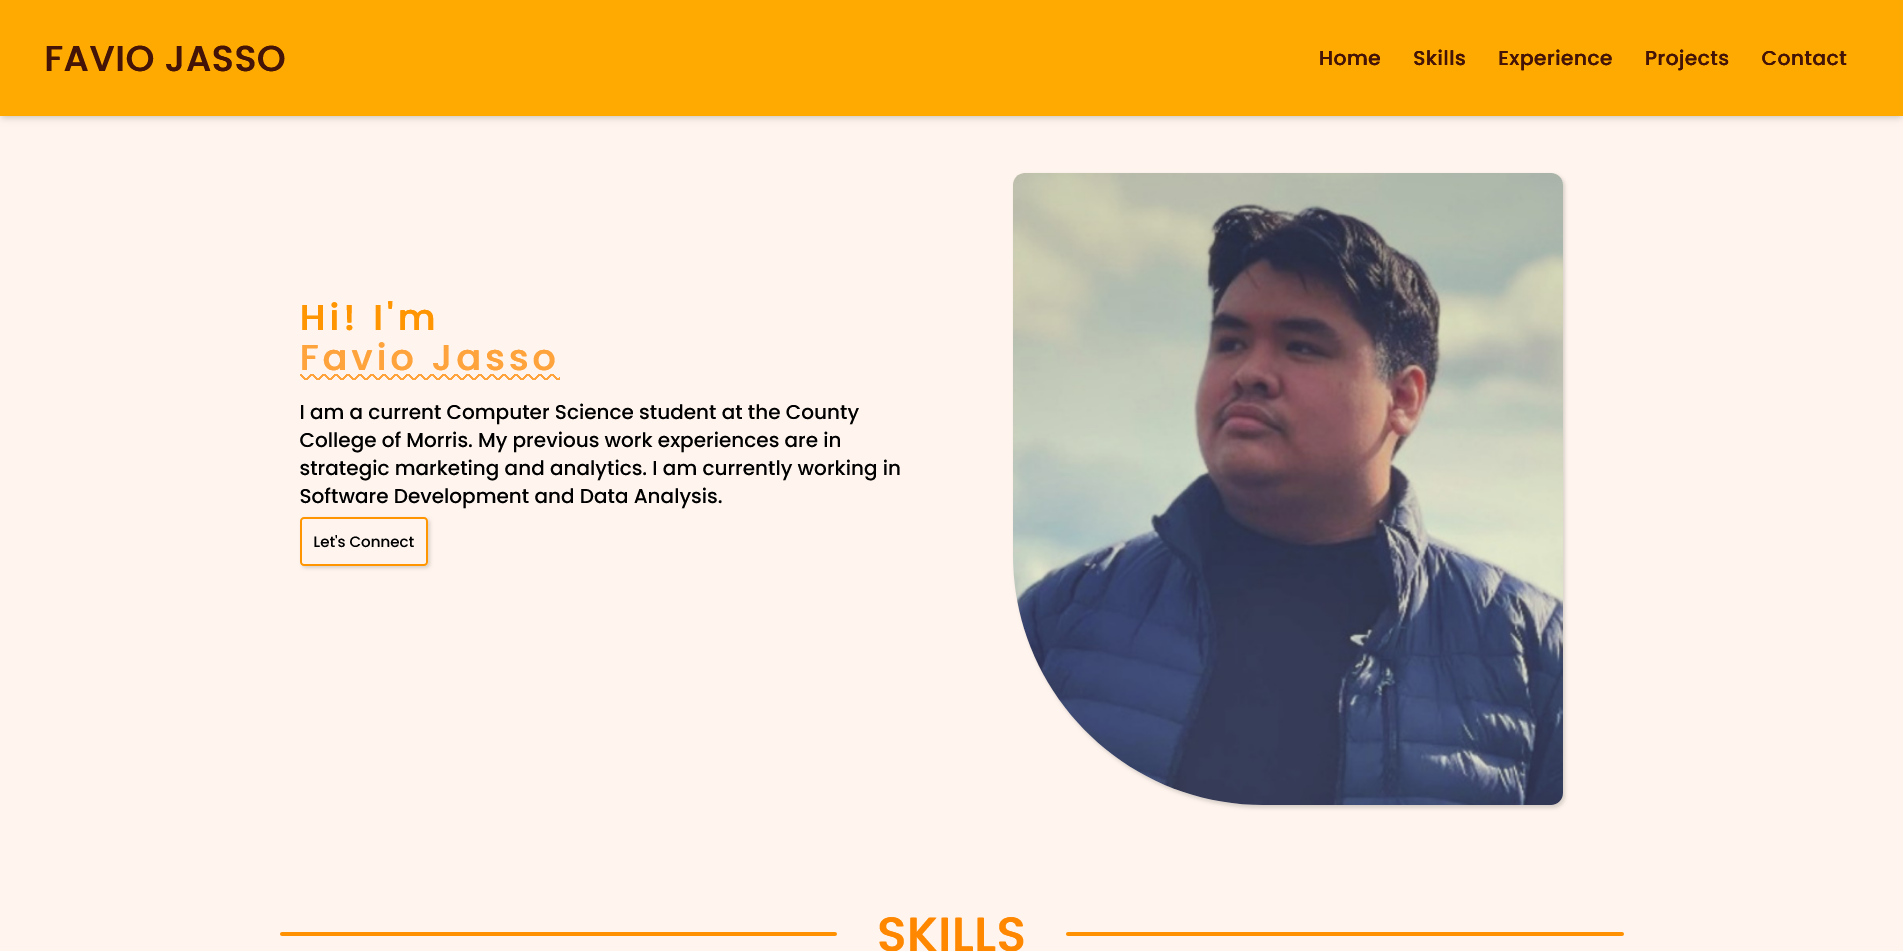 FAVIO JASSO
Home Skills Experience Projects Contact
Hi! I'm
Favio Jasso
I am a current Computer Science student at the County
College of Morris. My previous work experiences are in
strategic marketing and analytics. I am currently working in
Software Development and Data Analysis.
Let's Connect
SKILLS